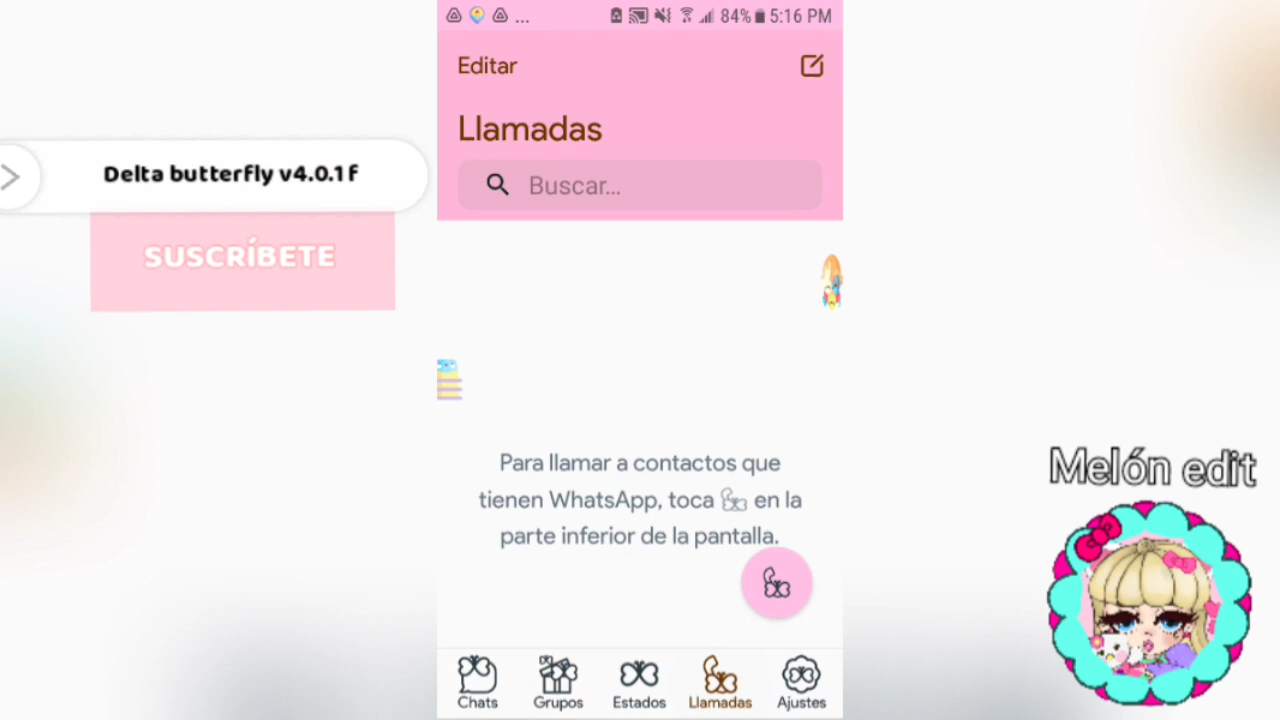 84% 5:16 PM
Editar
Llamadas
Buscar...
Delta butterfly v4.0.1f
SUSCRÍBETE
Para llamar a contactos que
tienen WhatsApp, toca en la
parte inferior de la pantalla.
Melón edit
Chats Grupos Estados Llamadas Ajustes